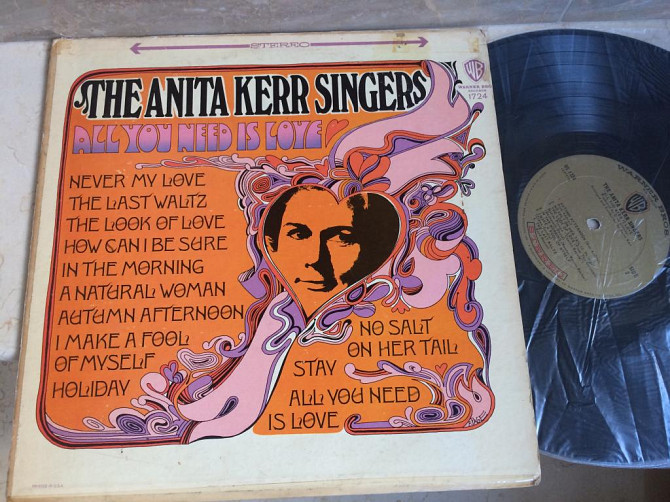 STEREO
THE ANITA KERR SINGERS
ALL YOU NEED IS LOVE
WB
1724
NEVER MY LOVE
THE LAST WALTZ
THE LOOK OF LOVE
HOW CAN I BE SURE
IN THE MORNING
A NATURAL WOMAN
AUTUMN AFTERNOON
I MAKE A FOOL
OF MYSELF
HOLIDAY
NO SALT
ON HER TAIL
STAY
ALL YOU NEED
IS LOVE